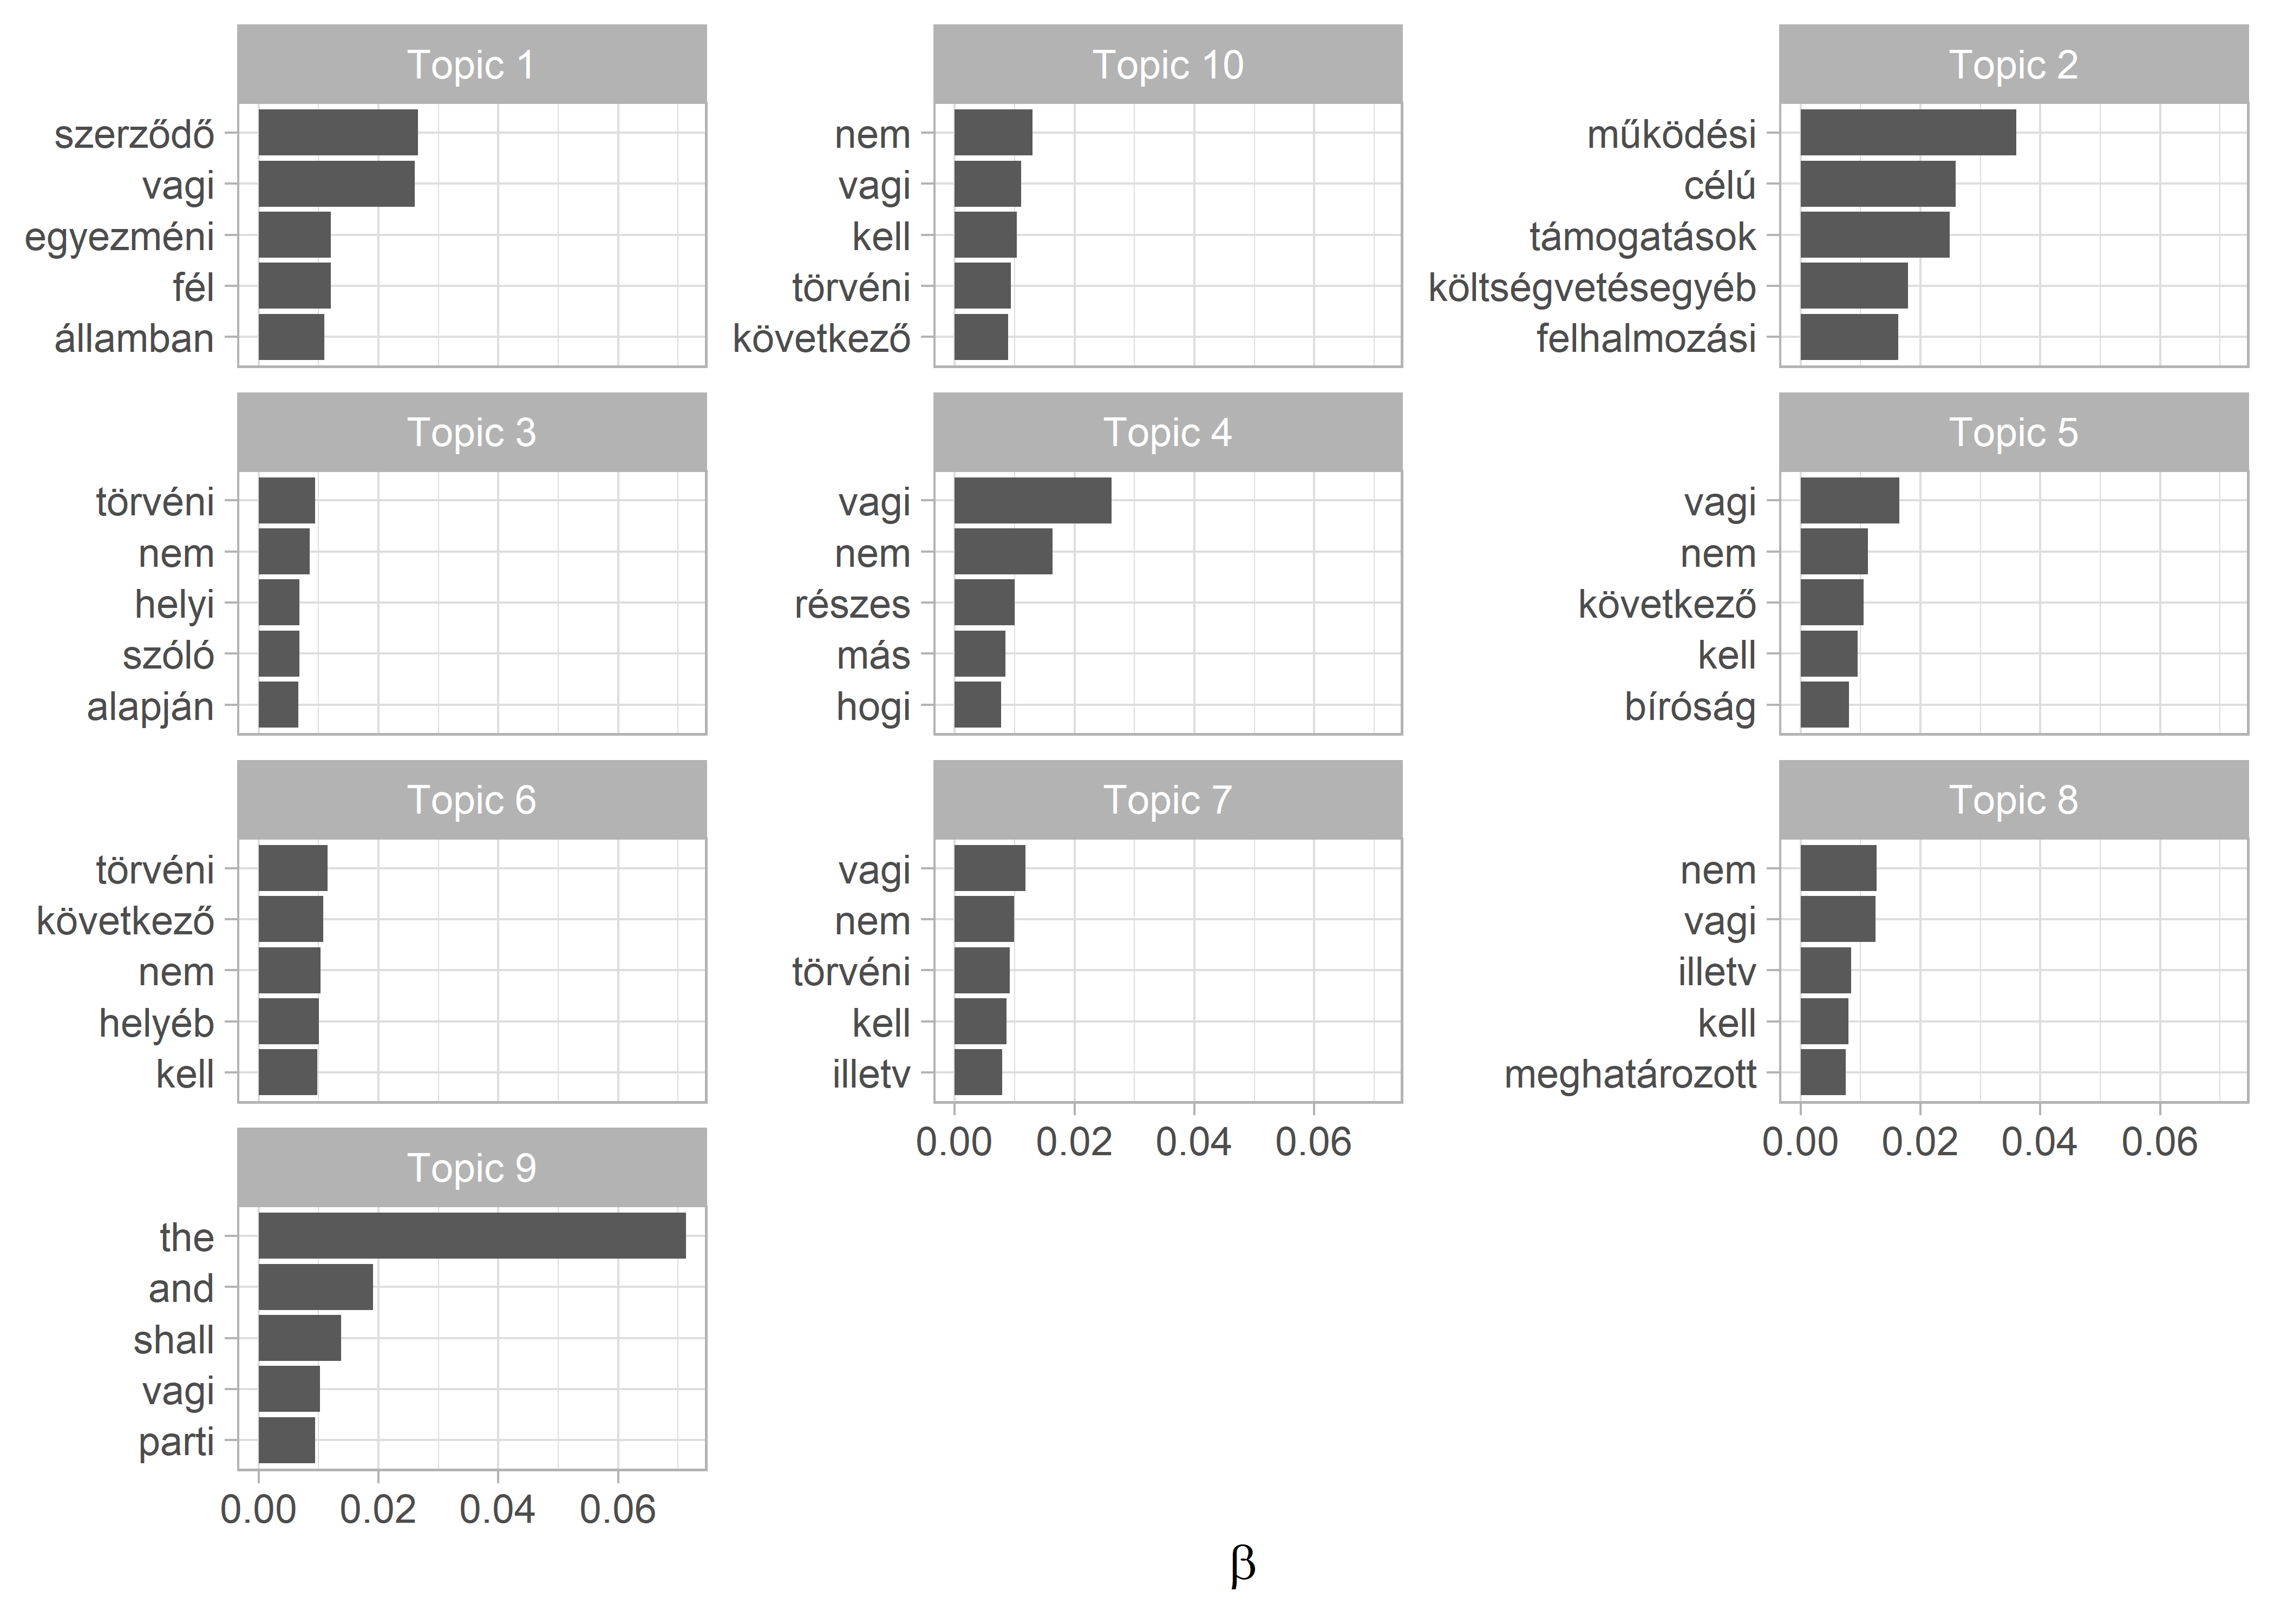 Topic 1
szerződő
vagi
egyezméni
fél
államban
Topic 10
nem
vagi
kell
törvéni
következő
Topic 2
működési
célú
támogatások
költségvetésegyéb
felhalmozási
Topic 3
törvéni
nem
helyi
szóló
alapján
Topic 4
vagi
nem
részes
más
hogi
Topic 5
vagi
nem
következő
kell
bíróság
Topic 6
törvéni
következő
nem
helyéb
kell
Topic 7
vagi
nem
törvéni
kell
illetv
0.00 0.02 0.04 0.06
Topic 8
nem
vagi
illetv
kell
meghatározott
0.00 0.02 0.04 0.06
Topic 9
the
and
shall
vagi
parti
0.00 0.02 0.04 0.06
β